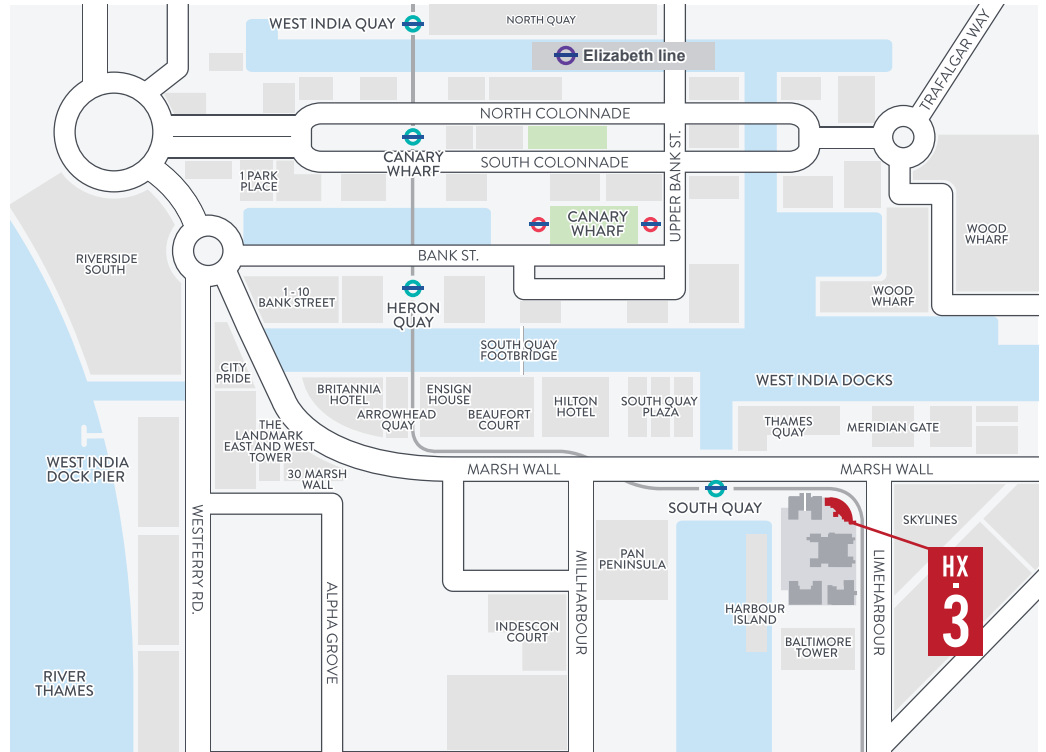 WEST INDIA QUAY
NORTH QUAY
Elizabeth line
TRAFALGAR WAY
NORTH COLONNADE
CANARY
WHARF
SOUTH COLONNADE
1 PARK
PLACE
UPPER BANK ST.
CANARY
WHARF
WOOD
WHARF
RIVERSIDE
SOUTH
BANK ST.
1 - 10
BANK STREET
HERON
QUAY
WOOD
WHARF
SOUTH QUAY
FOOTBRIDGE
CITY
PRIDE
WEST INDIA DOCKS
BRITANNIA
HOTEL
ENSIGN
HOUSE
ARROWHEAD
QUAY
BEAUFORT
COURT
HILTON
HOTEL
SOUTH QUAY
PLAZA
THAMES
QUAY
MERIDIAN GATE
THE
LANDMARK
EAST AND WEST
TOWER
WEST INDIA
DOCK PIER
30 MARSH
WALL
MARSH WALL
MARSH WALL
SOUTH QUAY
SKYLINES
WESTFERRY RD.
PAN
PENINSULA
MILLHARBOUR
LIMEHARBOUR
HX
-
3
ALPHA GROVE
HARBOUR
ISLAND
INDESCON
COURT
BALTIMORE
TOWER
RIVER
THAMES